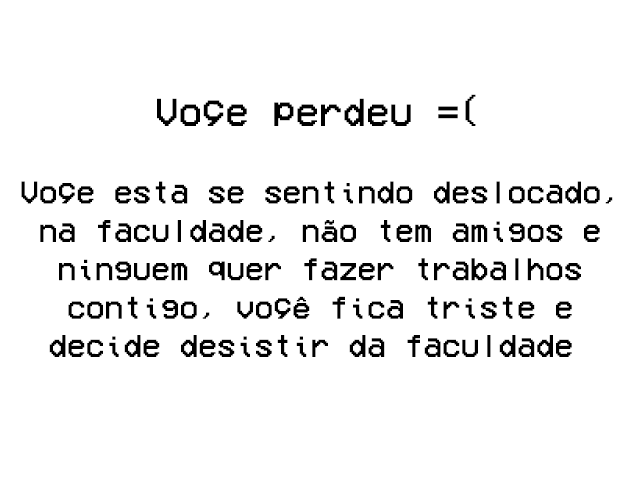 Voçe perdeu =(
Voçe esta se sentindo deslocado,
na faculdade, não tem amigos e
ninguem quer fazer trabalhos
contigo, voçê fica triste e
decide desistir da faculdade